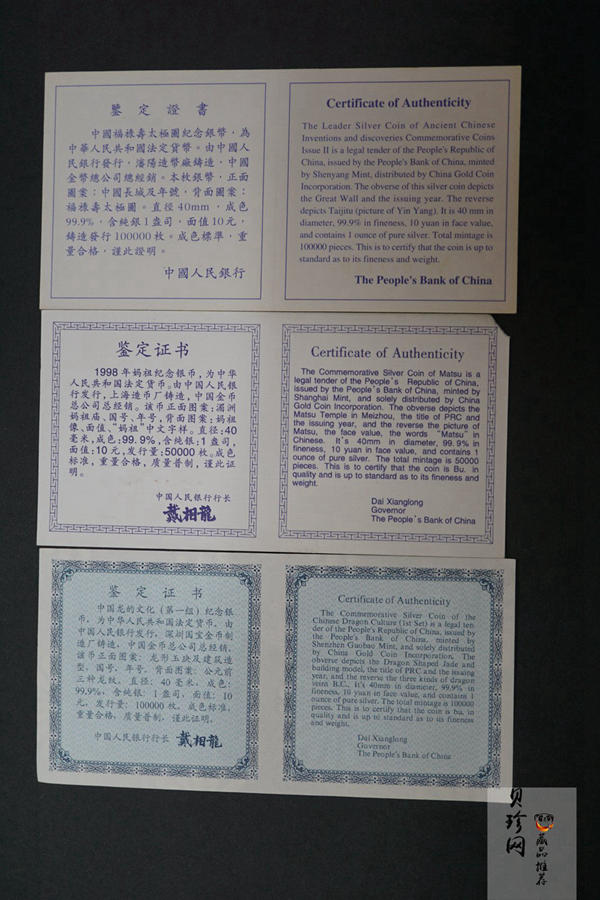 鑒定證書
中國福祿壽太極圖紀念銀幣，為
中華人民共和國法定貨幣。由中國人
民銀行發行，瀋陽造幣廠鑄造，中國
金幣總公司總經銷。本枚銀幣，正面
圖案：中國長城及年號，背面圖案：
福祿壽太極圖。直徑40mm，成色
99.9%，含純銀1盎司，面值10元，
鑄造發行100000枚。成色標準，重
量合格，謹此證明。
中國人民銀行
Certificate of Authenticity
The Leader Silver Coin of Ancient Chinese
Inventions and discoveries Commemorative Coins
Issue II is a legal tender of the People's Republic of
China, issued by the People's Bank of China, minted
by Shenyang Mint, distributed by China Gold Coin
Incorporation. The obverse of this silver coin depicts
the Great Wall and the issuing year. The reverse
depicts Taijitu (picture of Yin Yang). It is 40 mm in
diameter, 99.9% in fineness, 10 yuan in face value,
and contains 1 ounce of pure silver. Total mintage is
100000 pieces. This is to certify that the coin is up to
standard as to its fineness and weight.
The People's Bank of China
鉴定证书
1998年妈祖纪念银币，为中华
人民共和国法定货币。由中国人民银
行发行，上海造币厂铸造，中国金币
总公司总经销。该币正面图案：湄洲
妈祖庙、国号、年号，背面图案：妈祖
像、面值、"妈祖"中文字样。直径：40
毫米，成色：99.9%，含纯银：1盎司，
面值：10元，发行量：50000枚。成色
标准，重量合格，质量普制，谨此证
明。
中国人民银行行长
戴相龍
Certificate of Authenticity
The Commemorative Silver Coin of Matsu is a
legal tender of the People's Republic of China,
issued by the People's Bank of China, minted by
Shanghai Mint, and solely distributed by China
Gold Coin Incorporation. The obverse depicts the
Matsu Temple in Meizhou, the title of PRC and
the issuing year, and the reverse the picture of
Matsu, the face value, the words "Matsu" in
Chinese. It's 40mm in diameter, 99.9% in
fineness, 10 yuan in face value, and contains 1
ounce of pure silver. The total mintage is 50000
pieces. This is to certify that the coin is Bu. in
quality and is up to standard as to its fineness and
weight.
Dai Xianglong
Governor
The People's Bank of China
鉴定证书
中国龙的文化（第一组）纪念银
币，为中华人民共和国法定货币。由
中国人民银行发行，深圳国宝金币制
造厂铸造，中国金币总公司总经销。
该币正面图案：龙形玉玦及建筑造
型，国号，年号。背面图案：公元前
三种龙纹。直径：40毫米，成色：
99.9%，含纯银：1盎司，面值：10
元，发行量：100000枚。成色标准，
重量合格，质量普制，谨此证明。
中国人民银行行长 戴相龍
Certificate of Authenticity
The Commemorative Silver Coin of the
Chinese Dragon Culture (1st Set) is a legal ten-
der of the People's Republic of China, issued by
the People's Bank of China, minted by
Shenzhen Guobao Mint, and solely distributed
by China Gold Coin Incorporation. The
obverse depicts the Dragon Shaped Jade and
building model, the title of PRC and the issuing
year, and the reverse the three kinds of dragon
vein B.C., It's 40mm in diameter, 99.9% in
fineness, 10 yuan in face value, and contains 1
ounce of pure silver. The total mintage is 100000
pieces. This is to certify that the coin is bu. in
quality and is up to standard as to its fineness
and weight.
Dai Xianglong
Governor
The People's Bank of China
贝珍网
藏品推荐